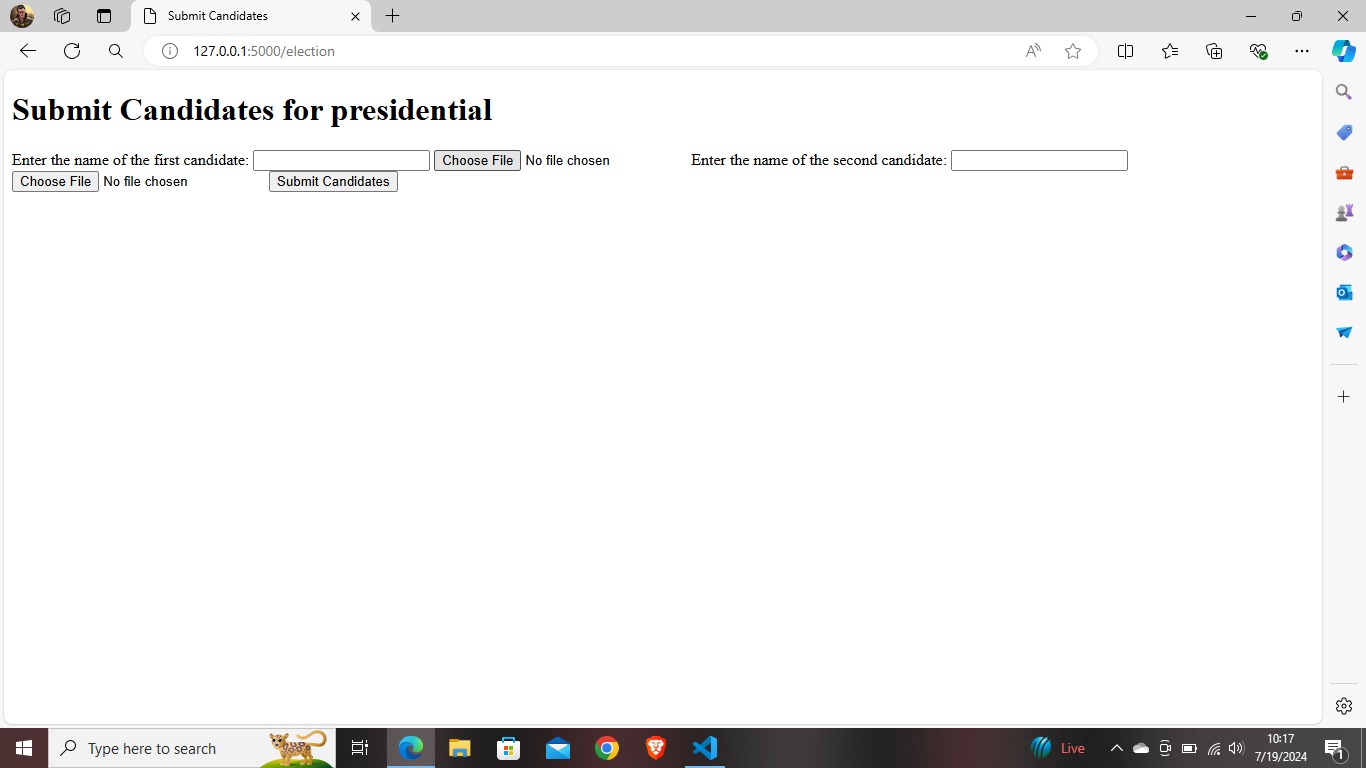 Submit Candidates
127.0.0.1:5000/election
Submit Candidates for presidential
Enter the name of the first candidate: Choose File No file chosen Enter the name of the second candidate:
Choose File No file chosen Submit Candidates
Type here to search
Live
10:17
7/19/2024
1